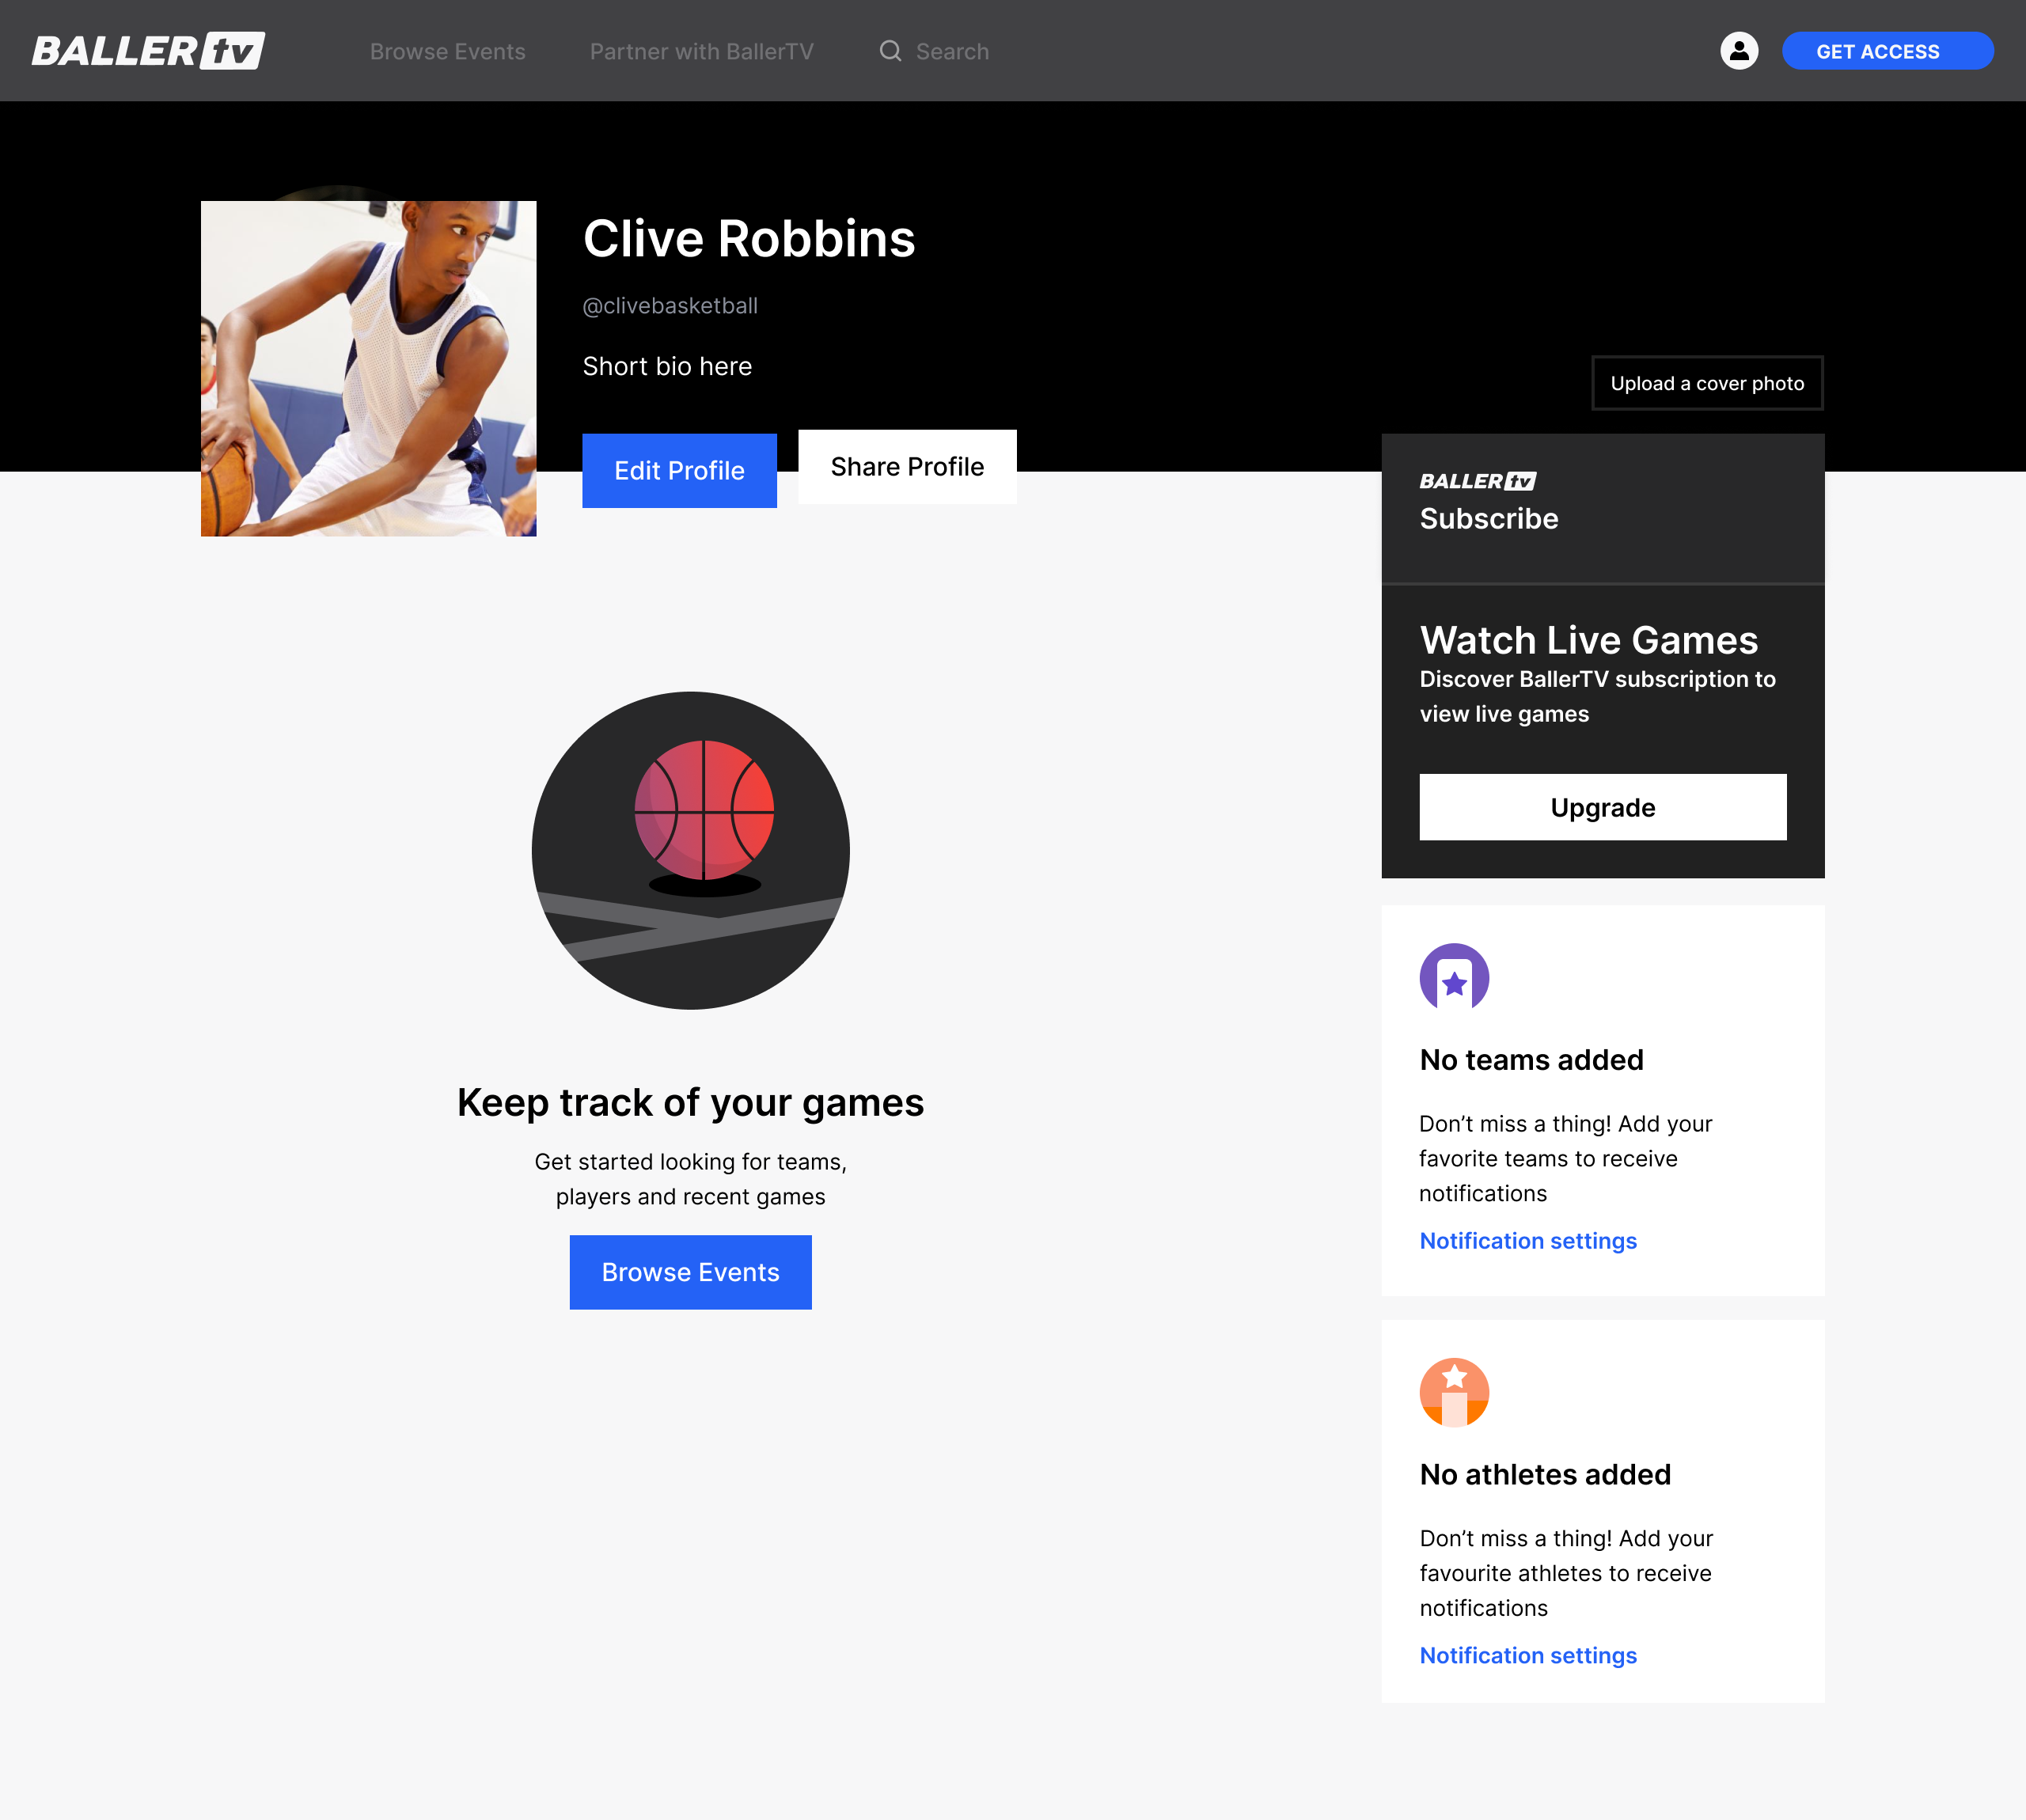 BALLER tv
Browse Events
Partner with BallerTV
Search
GET ACCESS
Clive Robbins
@clivebasketball
Short bio here
Upload a cover photo
Edit Profile
Share Profile
BALLER tv
Subscribe
Watch Live Games
Discover BallerTV subscription to
view live games
Upgrade
Keep track of your games
Get started looking for teams,
players and recent games
Browse Events
No teams added
Don’t miss a thing! Add your
favorite teams to receive
notifications
Notification settings
No athletes added
Don’t miss a thing! Add your
favourite athletes to receive
notifications
Notification settings